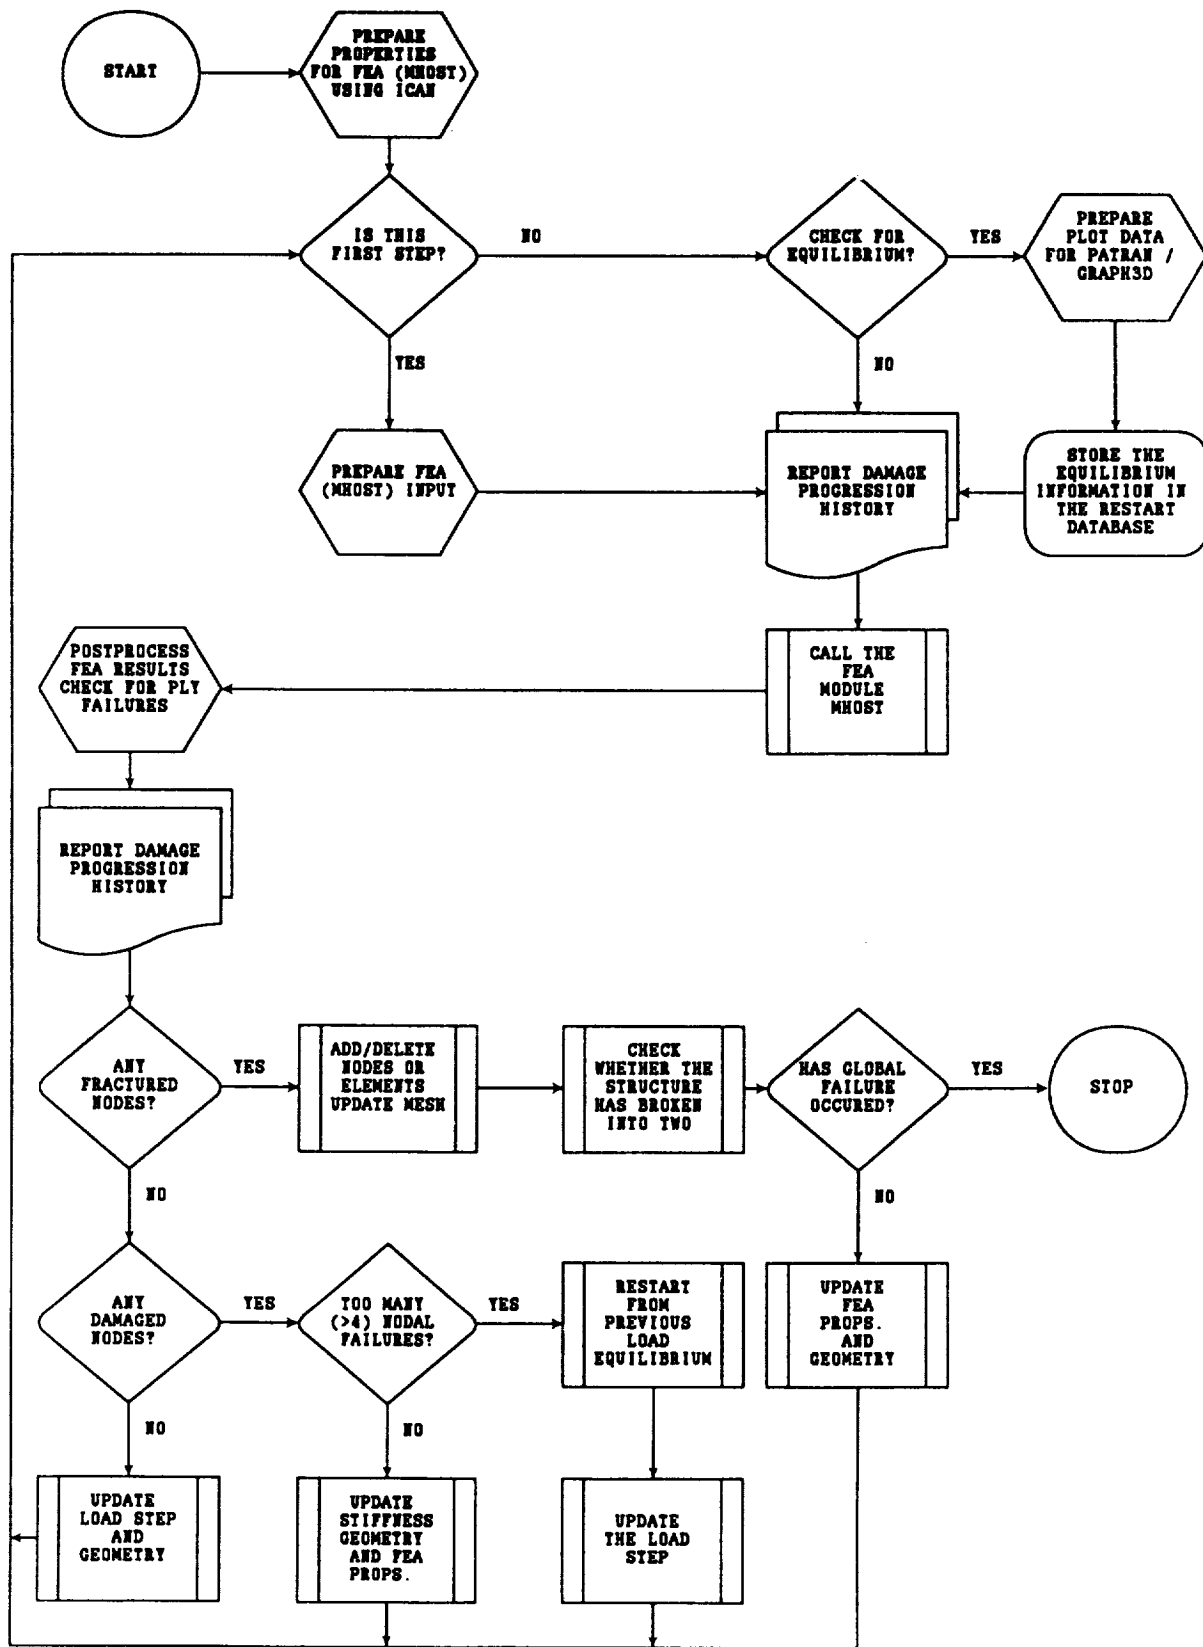 START
PREPARE
PROPERTIES
FOR FEA (MHOST)
USING ICAN
IS THIS
FIRST STEP?
NO
CHECK FOR
EQUILIBRIUM?
YES
PREPARE
PLOT DATA
FOR PATRAN /
GRAPH3D
YES
NO
PREPARE FEA
(MHOST) INPUT
REPORT DAMAGE
PROGRESSION
HISTORY
STORE THE
EQUILIBRIUM
INFORMATION IN
THE RESTART
DATABASE
POSTPROCESS
FEA RESULTS
CHECK FOR PLY
FAILURES
CALL THE
FEA
MODULE
MHOST
REPORT DAMAGE
PROGRESSION
HISTORY
ANY
FRACTURED
NODES?
YES
ADD/DELETE
NODES OR
ELEMENTS
UPDATE MESH
CHECK
WHETHER THE
STRUCTURE
HAS BROKEN
INTO TWO
HAS GLOBAL
FAILURE
OCCURED?
YES
STOP
NO
NO
ANY
DAMAGED
NODES?
YES
TOO MANY
(>4) NODAL
FAILURES?
YES
RESTART
FROM
PREVIOUS
LOAD
EQUILIBRIUM
UPDATE
FEA
PROPS.
AND
GEOMETRY
NO
NO
UPDATE
LOAD STEP
AND
GEOMETRY
UPDATE
STIFFNESS
GEOMETRY
AND FEA
PROPS.
UPDATE
THE LOAD
STEP